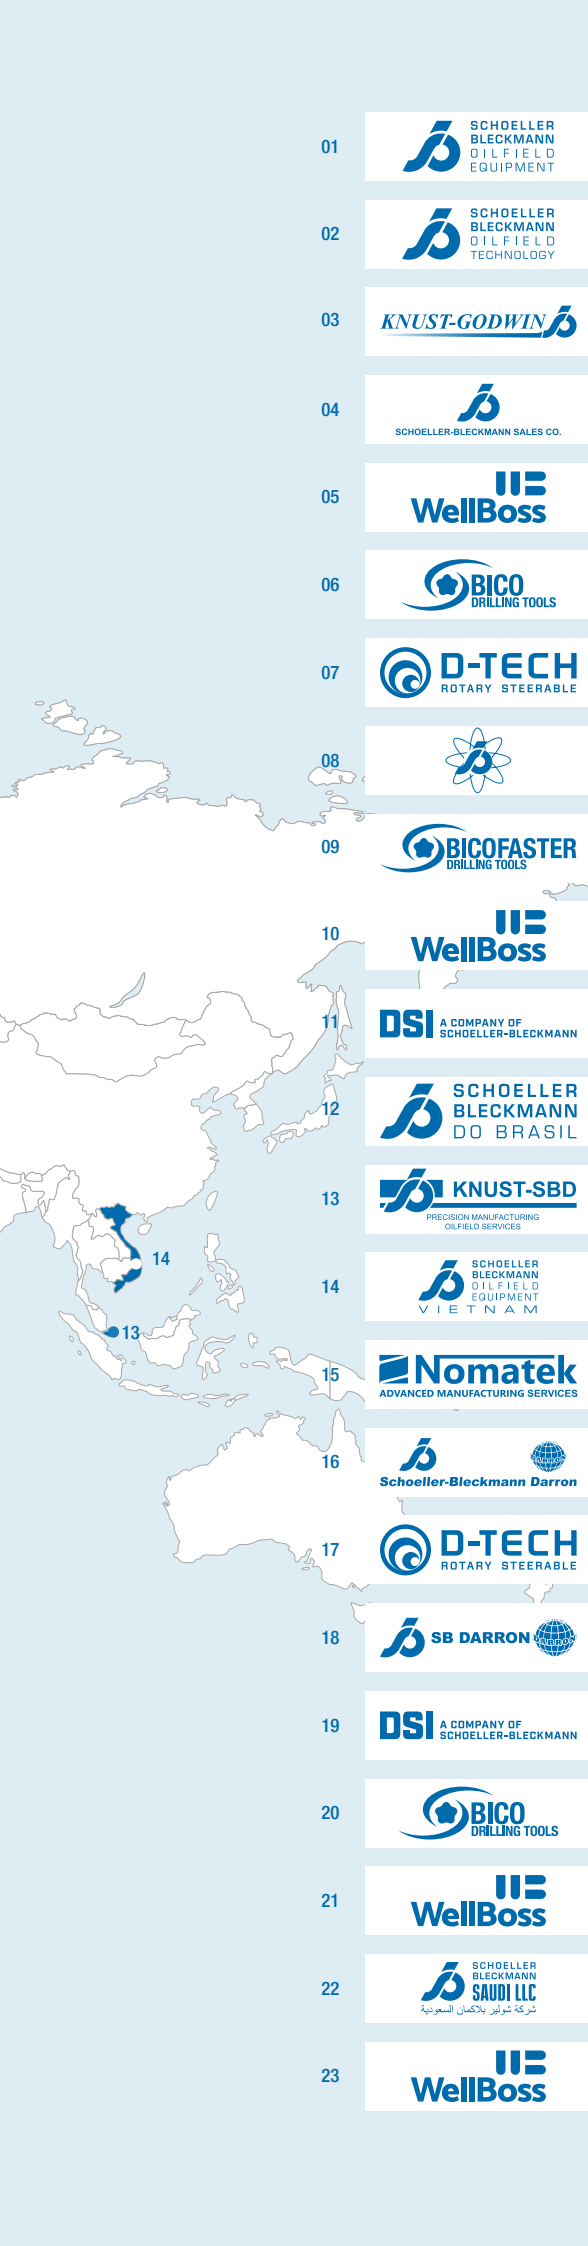 01
SCHOELLER
BLECKMANN
OILFIELD
EQUIPMENT
02
SCHOELLER
BLECKMANN
OILFIELD
TECHNOLOGY
03
KNUST-GODWIN
04
SCHOELLER-BLECKMANN SALES CO.
05
WellBoss
06
BICO
DRILLING TOOLS
07
D-TECH
ROTARY STEERABLE
08
09
BICOFASTER
DRILLING TOOLS
10
WellBoss
11
DSI A COMPANY OF
SCHOELLER-BLECKMANN
12
SCHOELLER
BLECKMANN
DO BRASIL
13
KNUST-SBD
PRECISION MANUFACTURING
OILFIELD SERVICES
14
14
SCHOELLER
BLECKMANN
OILFIELD
EQUIPMENT
VIETNAM
13
15
Nomatek
ADVANCED MANUFACTURING SERVICES
16
DARRON
Schoeller-Bleckmann Darron
17
D-TECH
ROTARY STEERABLE
18
SB DARRON DARRON
19
DSI A COMPANY OF
SCHOELLER-BLECKMANN
20
BICO
DRILLING TOOLS
21
WellBoss
22
SCHOELLER
BLECKMANN
SAUDI LLC
شركة شولير بلاكمان السعودية
23
WellBoss